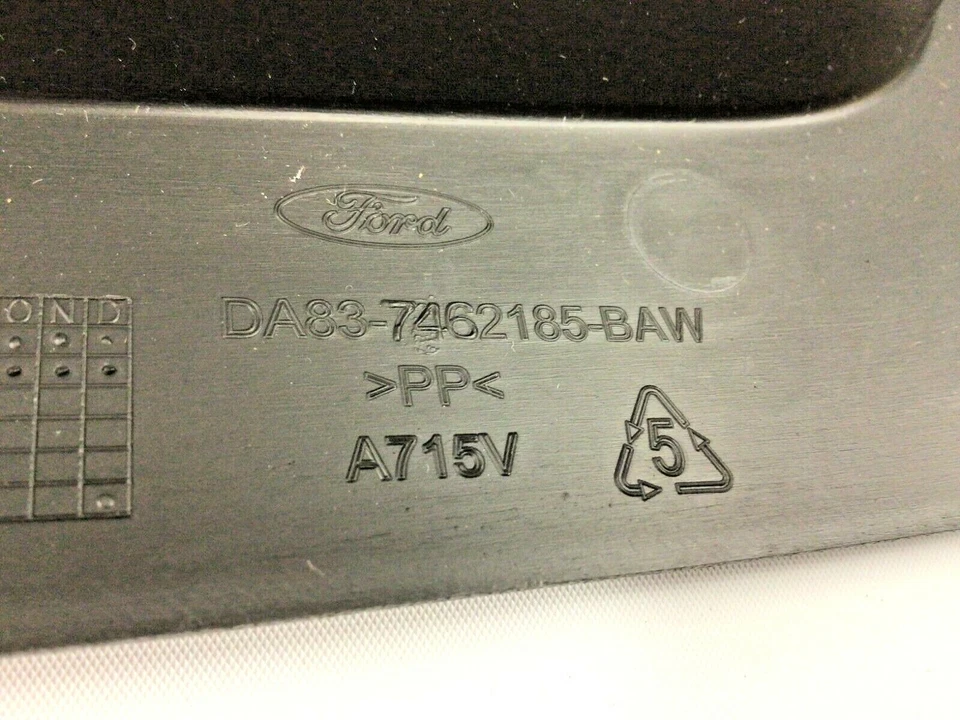 Ford
DA83-7462185-BAW
O N D
>PP<
A715V
5